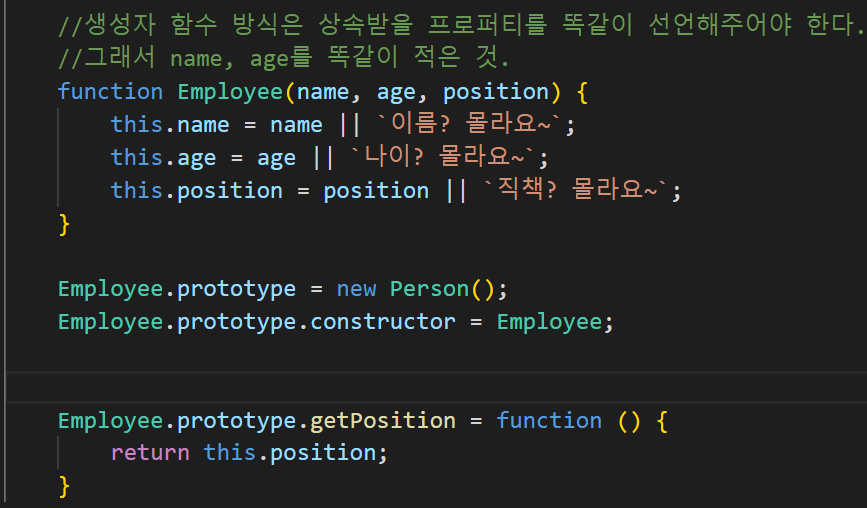 //생성자 함수 방식은 상속받을 프로퍼티를 똑같이 선언해주어야 한다.
//그래서 name, age를 똑같이 적은 것.
function Employee(name, age, position) {
this.name = name || `이름? 몰라요~`;
this.age = age || `나이? 몰라요~`;
this.position = position || `직책? 몰라요~`;
}
Employee.prototype = new Person();
Employee.prototype.constructor = Employee;
Employee.prototype.getPosition = function () {
return this.position;
}